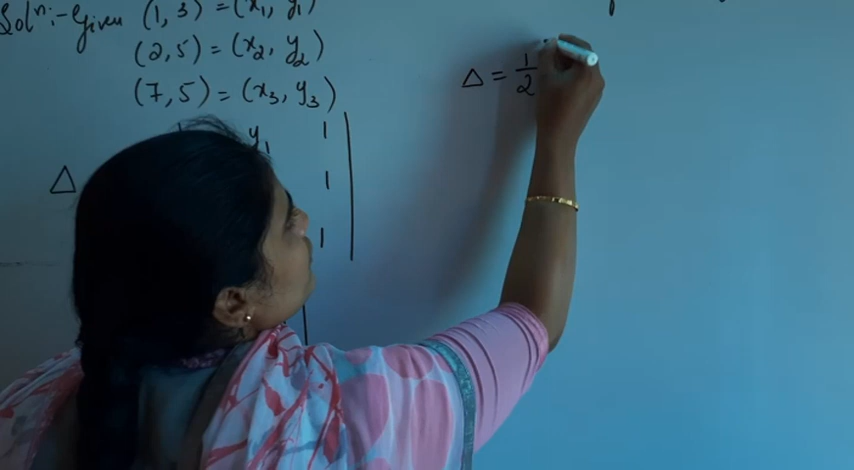 Solⁿ:- Given (1, 3) = (x₁, y₁)
(2, 5) = (x₂, y₂)
(7, 5) = (x₃, y₃)
y₁ 1
Δ 1
1
Δ = 1/2